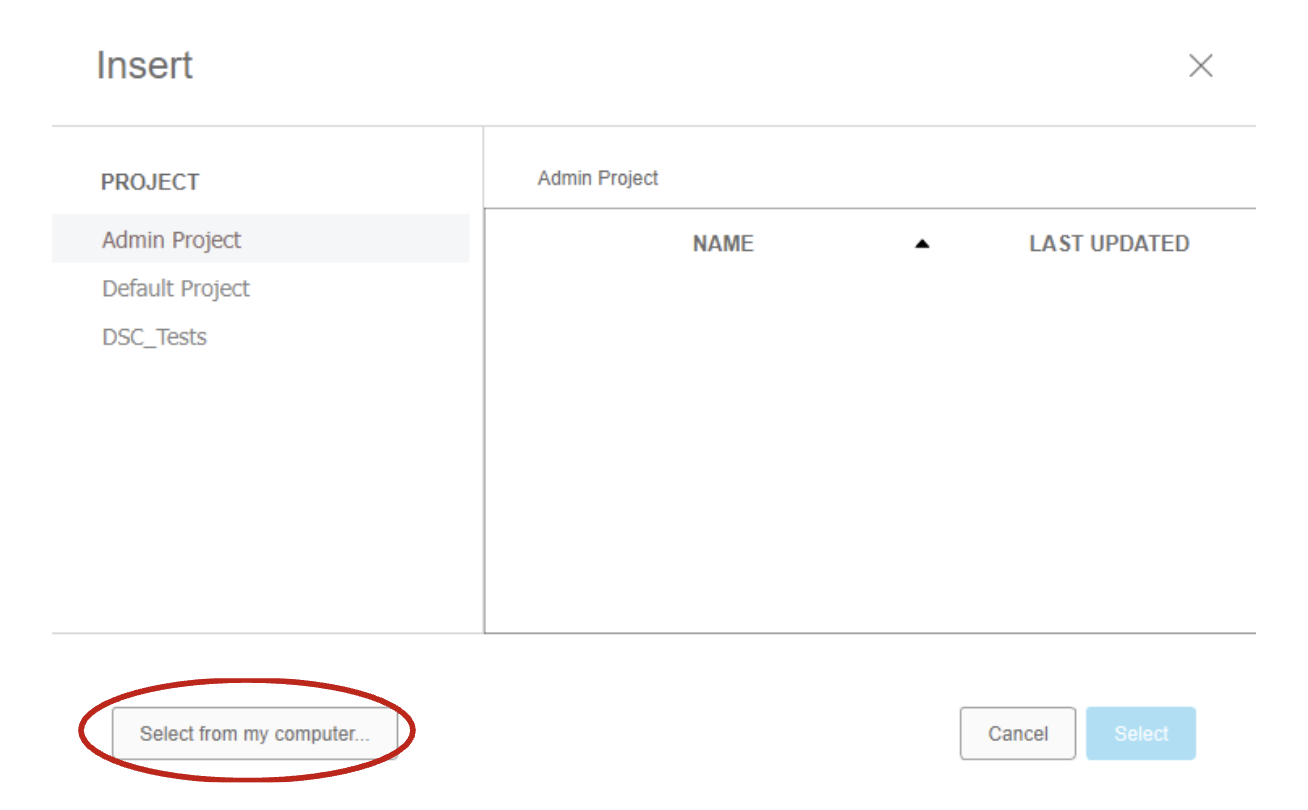 Insert
PROJECT
Admin Project
Default Project
DSC_Tests
Admin Project
NAME LAST UPDATED
Select from my computer...
Cancel Select